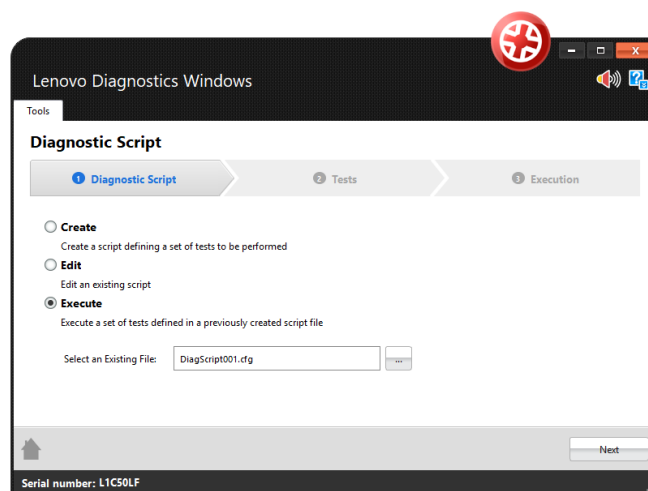 Lenovo Diagnostics Windows
Tools
Diagnostic Script
1 Diagnostic Script
2 Tests
3 Execution
Create
Create a script defining a set of tests to be performed
Edit
Edit an existing script
Execute
Execute a set of tests defined in a previously created script file
Select an Existing File: DiagScript001.cfg ...
Next
Serial number: L1C50LF